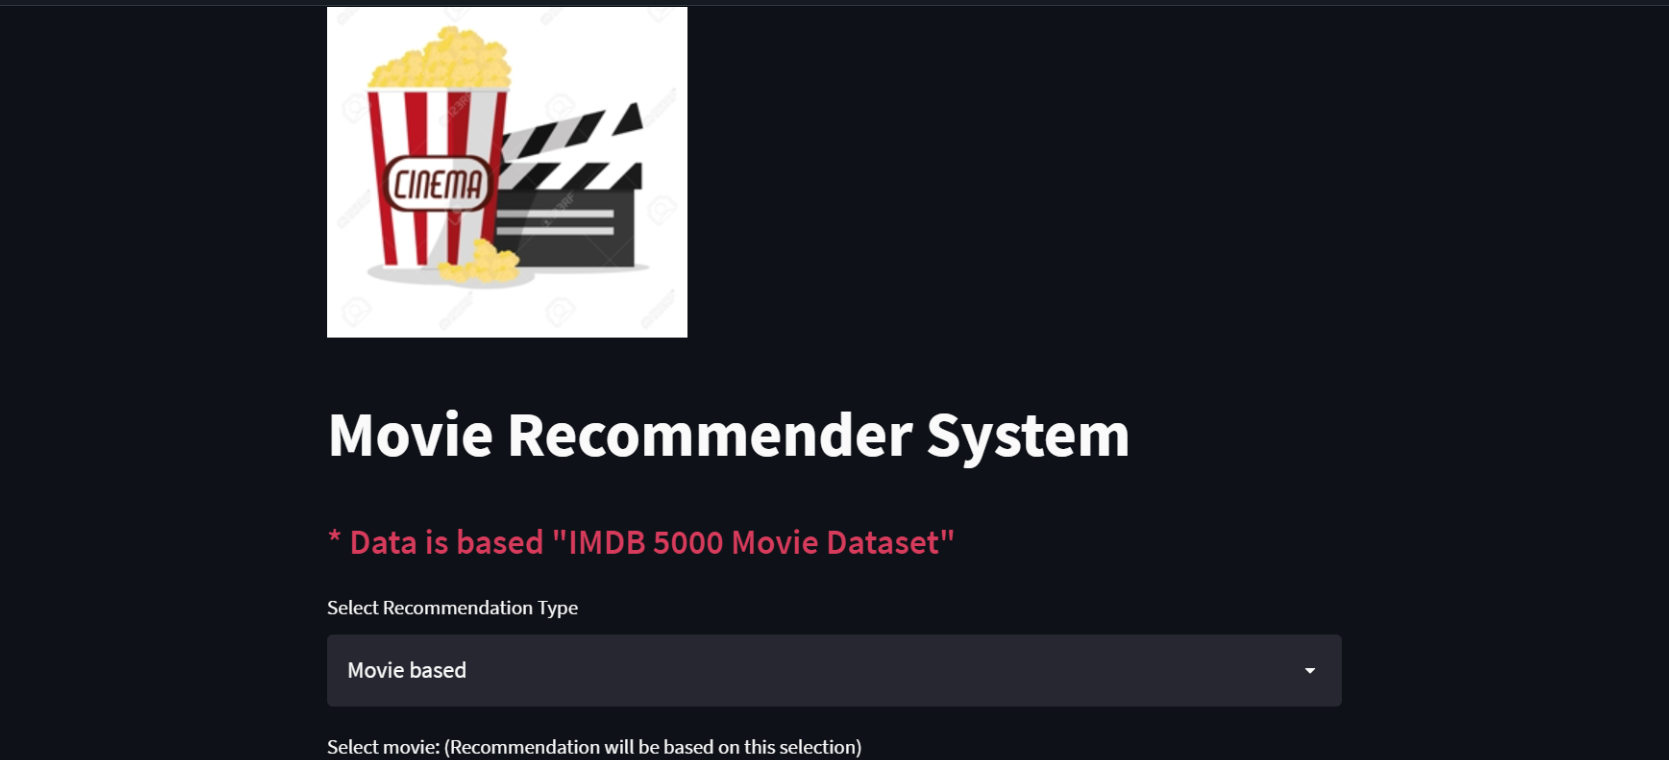 CINEMA
Movie Recommender System
* Data is based "IMDB 5000 Movie Dataset"
Select Recommendation Type
Movie based
Select movie: (Recommendation will be based on this selection)